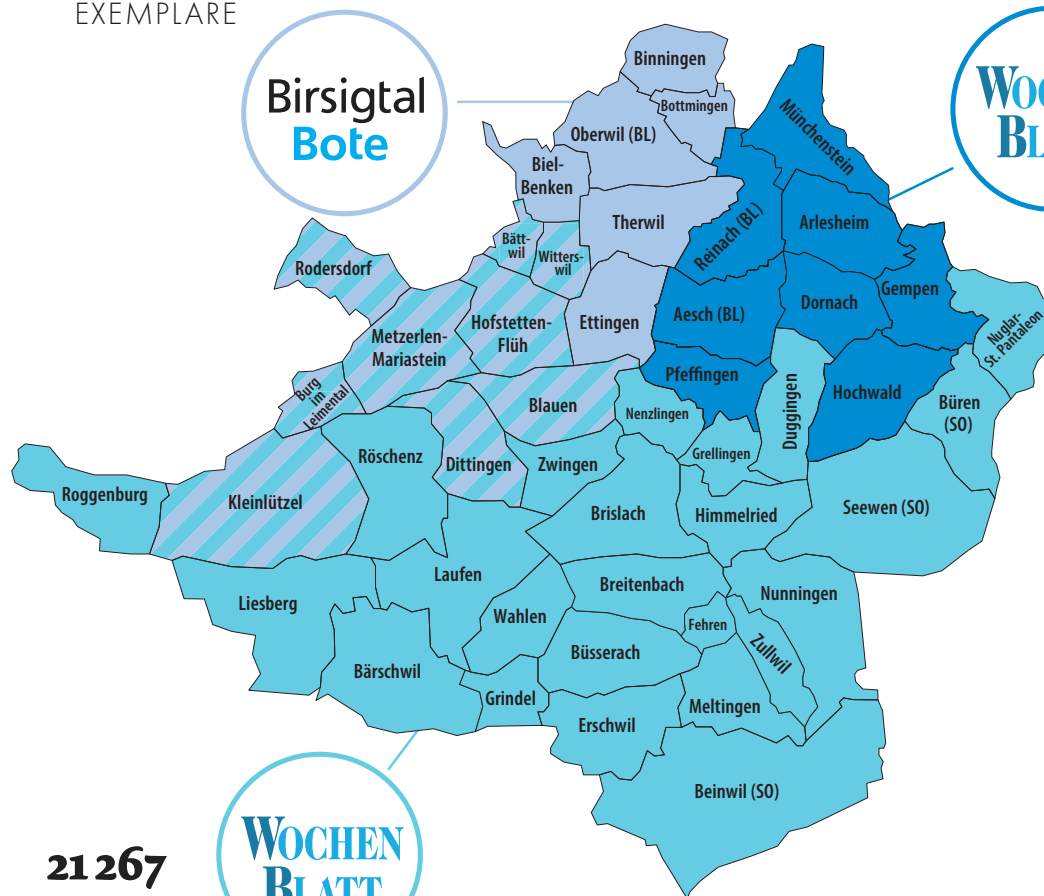 EXEMPLARE
Birsigtal
Bote
Binningen
Bottmingen
Oberwil (BL)
Biel-
Benken
Therwil
Münchenstein
Reinach (BL)
Arlesheim
Bätt-
wil
Witters-
wil
Rodersdorf
Ettingen
Aesch (BL)
Dornach
Gempen
Nuglar-
St. Pantaleon
Metzerlen-
Mariastein
Hofstetten-
Flüh
Pfeffingen
Duggingen
Hochwald
Büren
(SO)
Burg
im
Leimental
Blauen
Nenzlingen
Grellingen
Röschenz
Dittingen
Zwingen
Roggenburg
Kleinlützel
Brislach
Himmelried
Seewen (SO)
Laufen
Breitenbach
Nunningen
Liesberg
Wahlen
Fehren
Zullwil
Bärschwil
Büsserach
Grindel
Meltingen
Erschwil
Beinwil (SO)
21 267
WOCHEN
BLATT